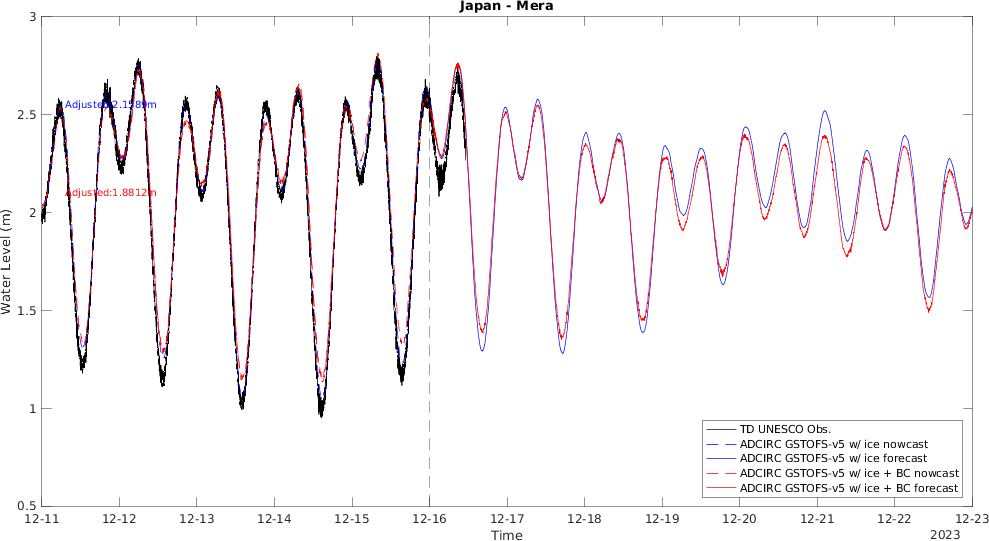 Japan - Mera
Water Level (m)
3
2.5
2
1.5
1
0.5
Adjusted:2.1589m
Adjusted:1.8812m
TD UNESCO Obs.
ADCIRC GSTOFS-v5 w/ ice nowcast
ADCIRC GSTOFS-v5 w/ ice forecast
ADCIRC GSTOFS-v5 w/ ice + BC nowcast
ADCIRC GSTOFS-v5 w/ ice + BC forecast
12-11 12-12 12-13 12-14 12-15 12-16 12-17 12-18 12-19 12-20 12-21 12-22 12-23
Time
2023